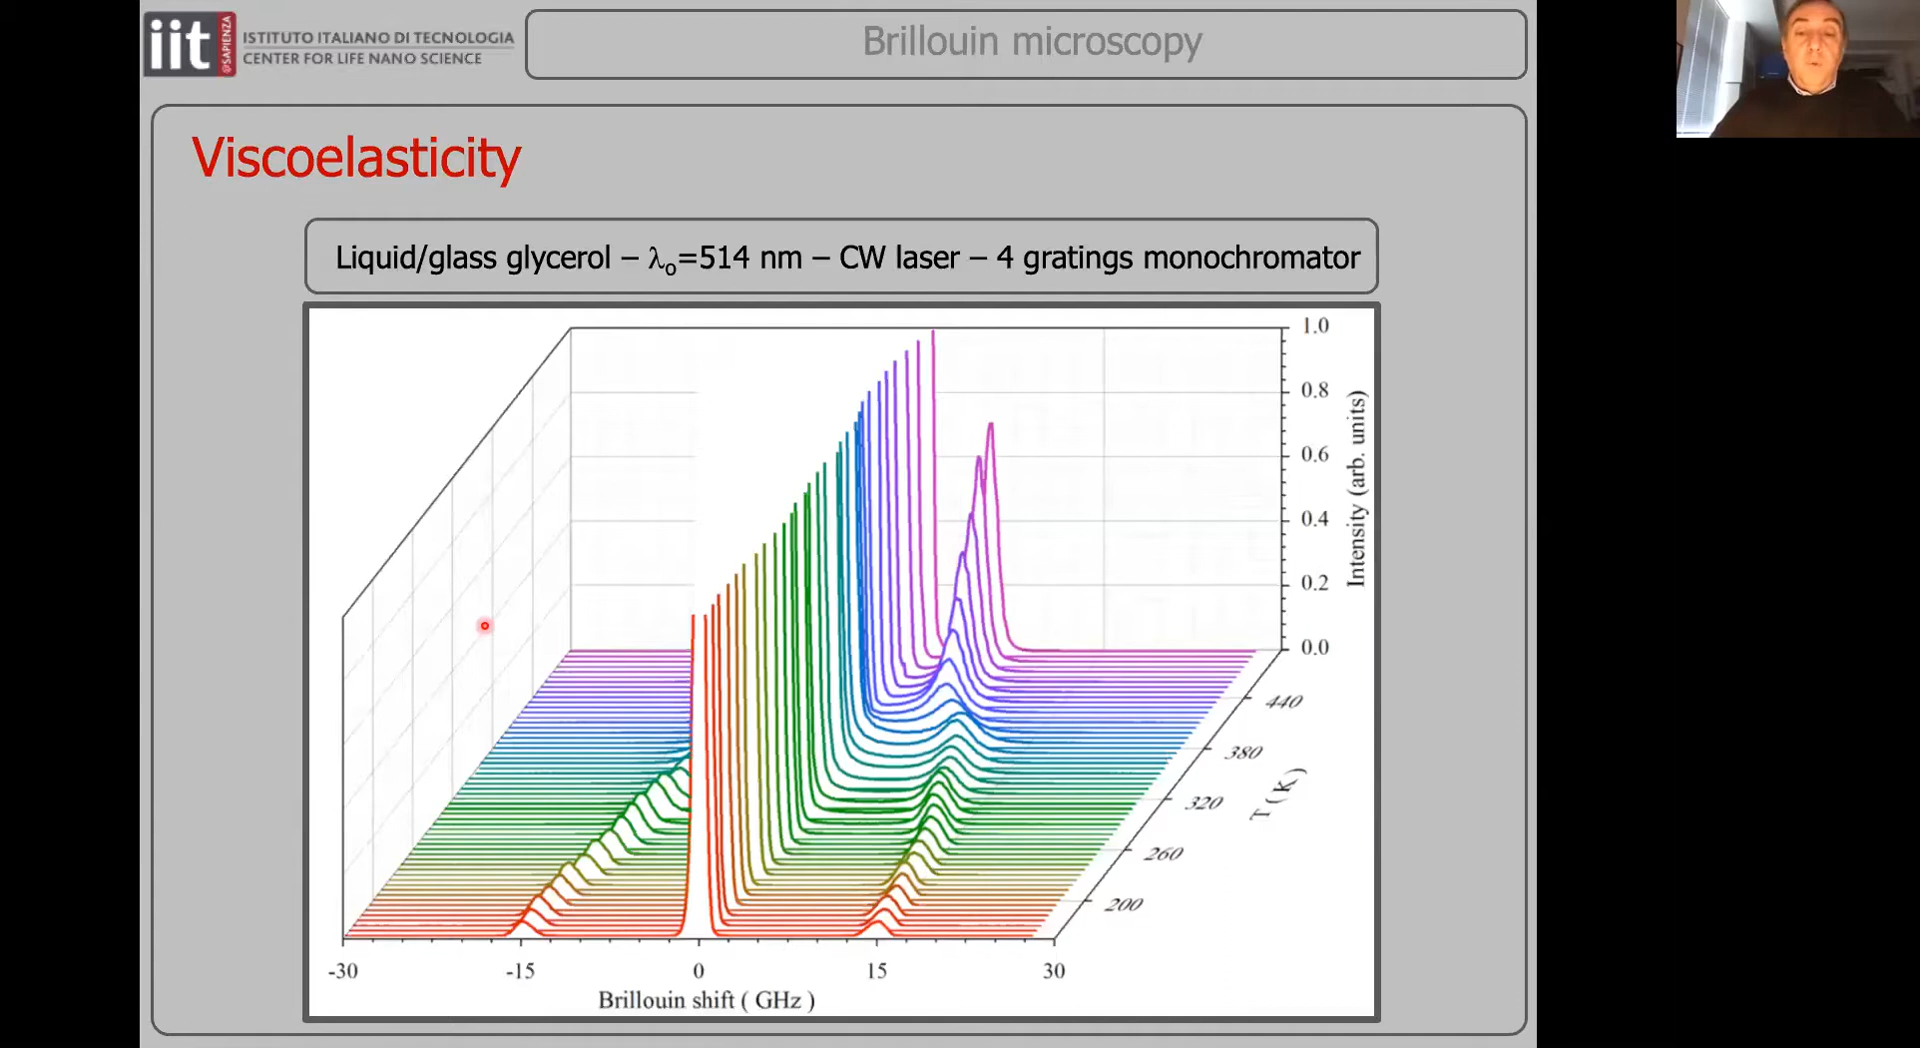 iit
@SAPIENZA
ISTITUTO ITALIANO DI TECNOLOGIA
CENTER FOR LIFE NANO SCIENCE
Brillouin microscopy
Viscoelasticity
Liquid/glass glycerol – λo=514 nm – CW laser – 4 gratings monochromator
1.0
0.8
0.6
0.4
0.2
0.0
Intensity (arb. units)
440
380
320
260
200
T ( K )
-30 -15 0 15 30
Brillouin shift ( GHz )